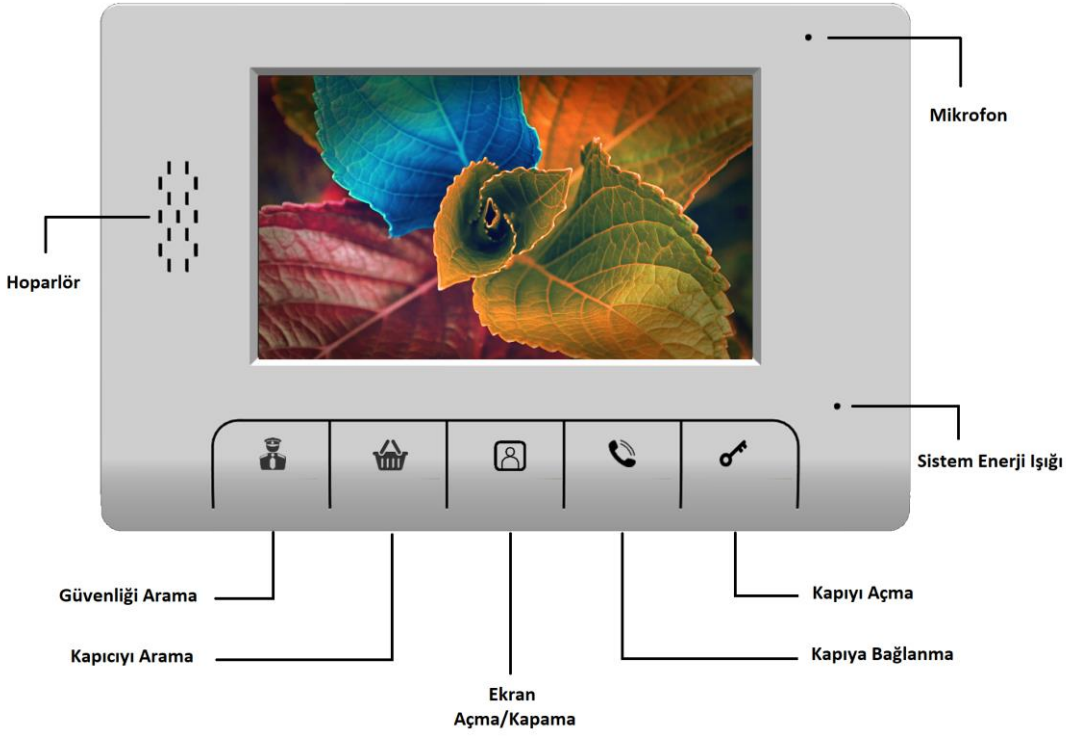 Mikrofon
Hoparlör
Sistem Enerji Işığı
Güvenliği Arama
Kapıyı Açma
Kapıcıyı Arama
Kapıya Bağlanma
Ekran
Açma/Kapama